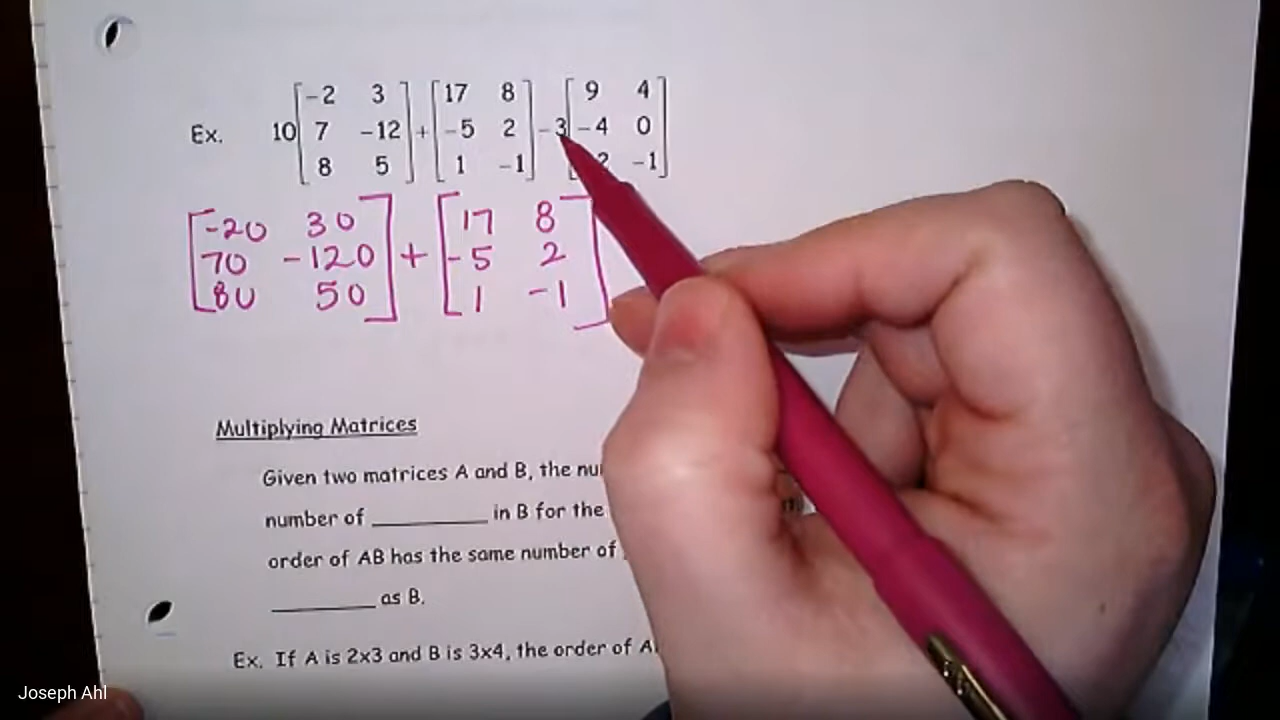 -2 3 17 8 9 4
Ex. 10 7 -12 + -5 2 -3 -4 0
8 5 1 -1 2 -1
-20 30 17 8
70 -120 + -5 2
80 50 1 -1
Multiplying Matrices
Given two matrices A and B, the
number of __________ in B for the
order of AB has the same number of
__________ as B.
Ex. If A is 2x3 and B is 3x4, the order of
Joseph Ahl